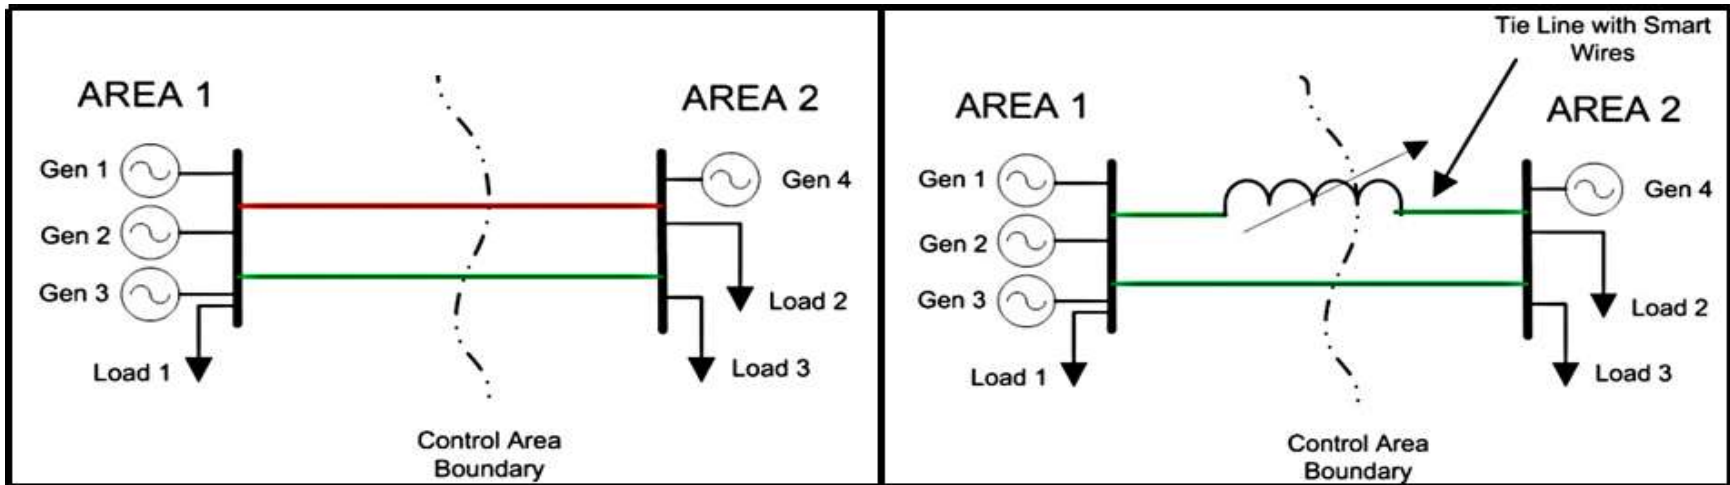 AREA 1
AREA 2
Gen 1
Gen 2
Gen 3
Load 1
Gen 4
Load 2
Load 3
Control Area
Boundary
Tie Line with Smart
Wires
AREA 1
AREA 2
Gen 1
Gen 2
Gen 3
Load 1
Gen 4
Load 2
Load 3
Control Area
Boundary